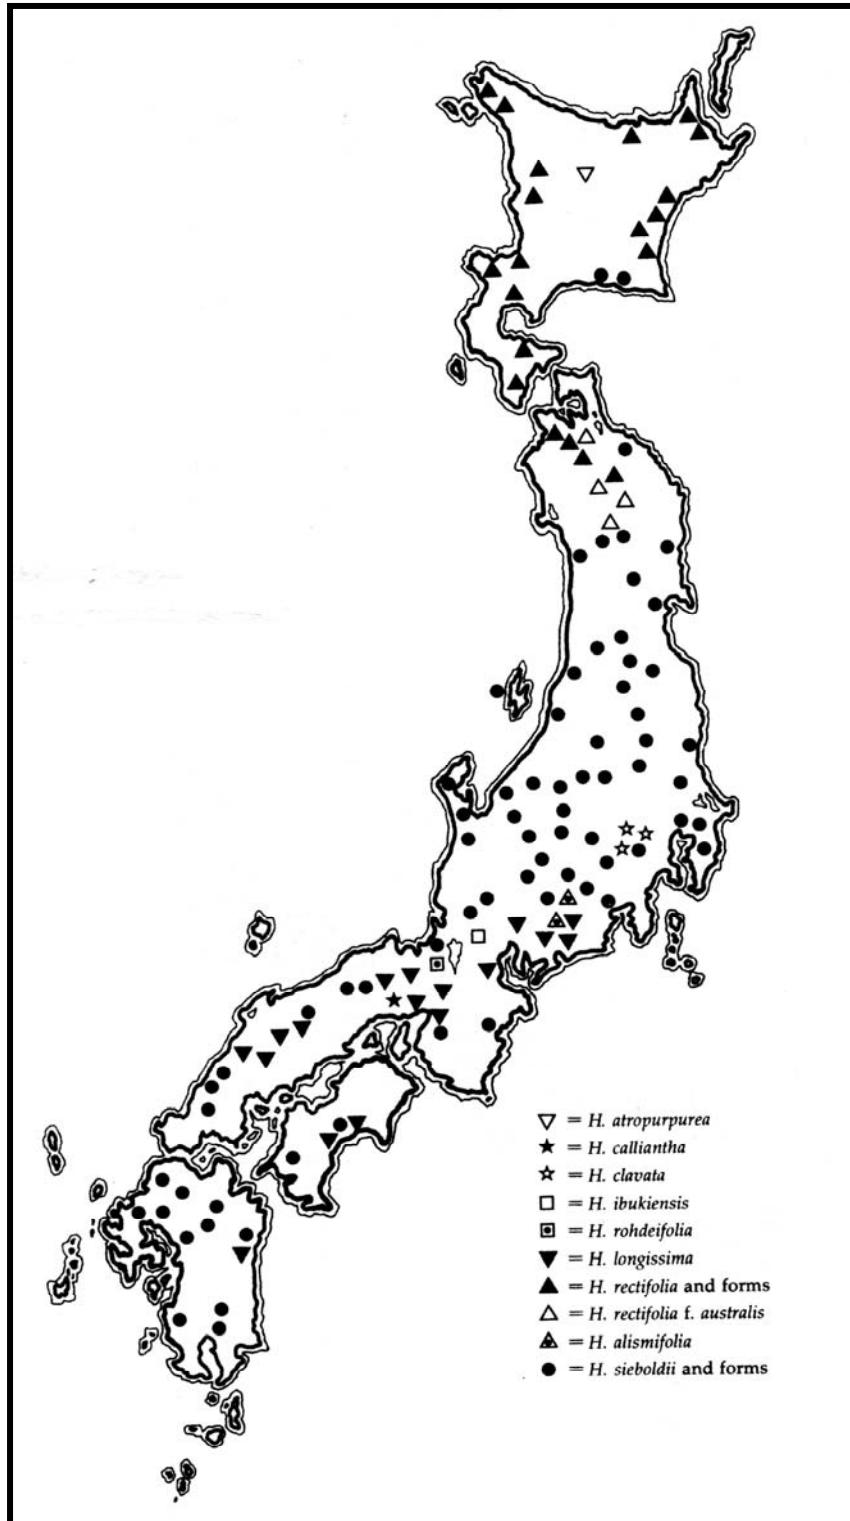 ▽ = H. atropurpurea
★ = H. calliantha
☆ = H. clavata
□ = H. ibukiensis
▣ = H. rohdeifolia
▼ = H. longissima
▲ = H. rectifolia and forms
△ = H. rectifolia f. australis
◬ = H. alismifolia
● = H. sieboldii and forms